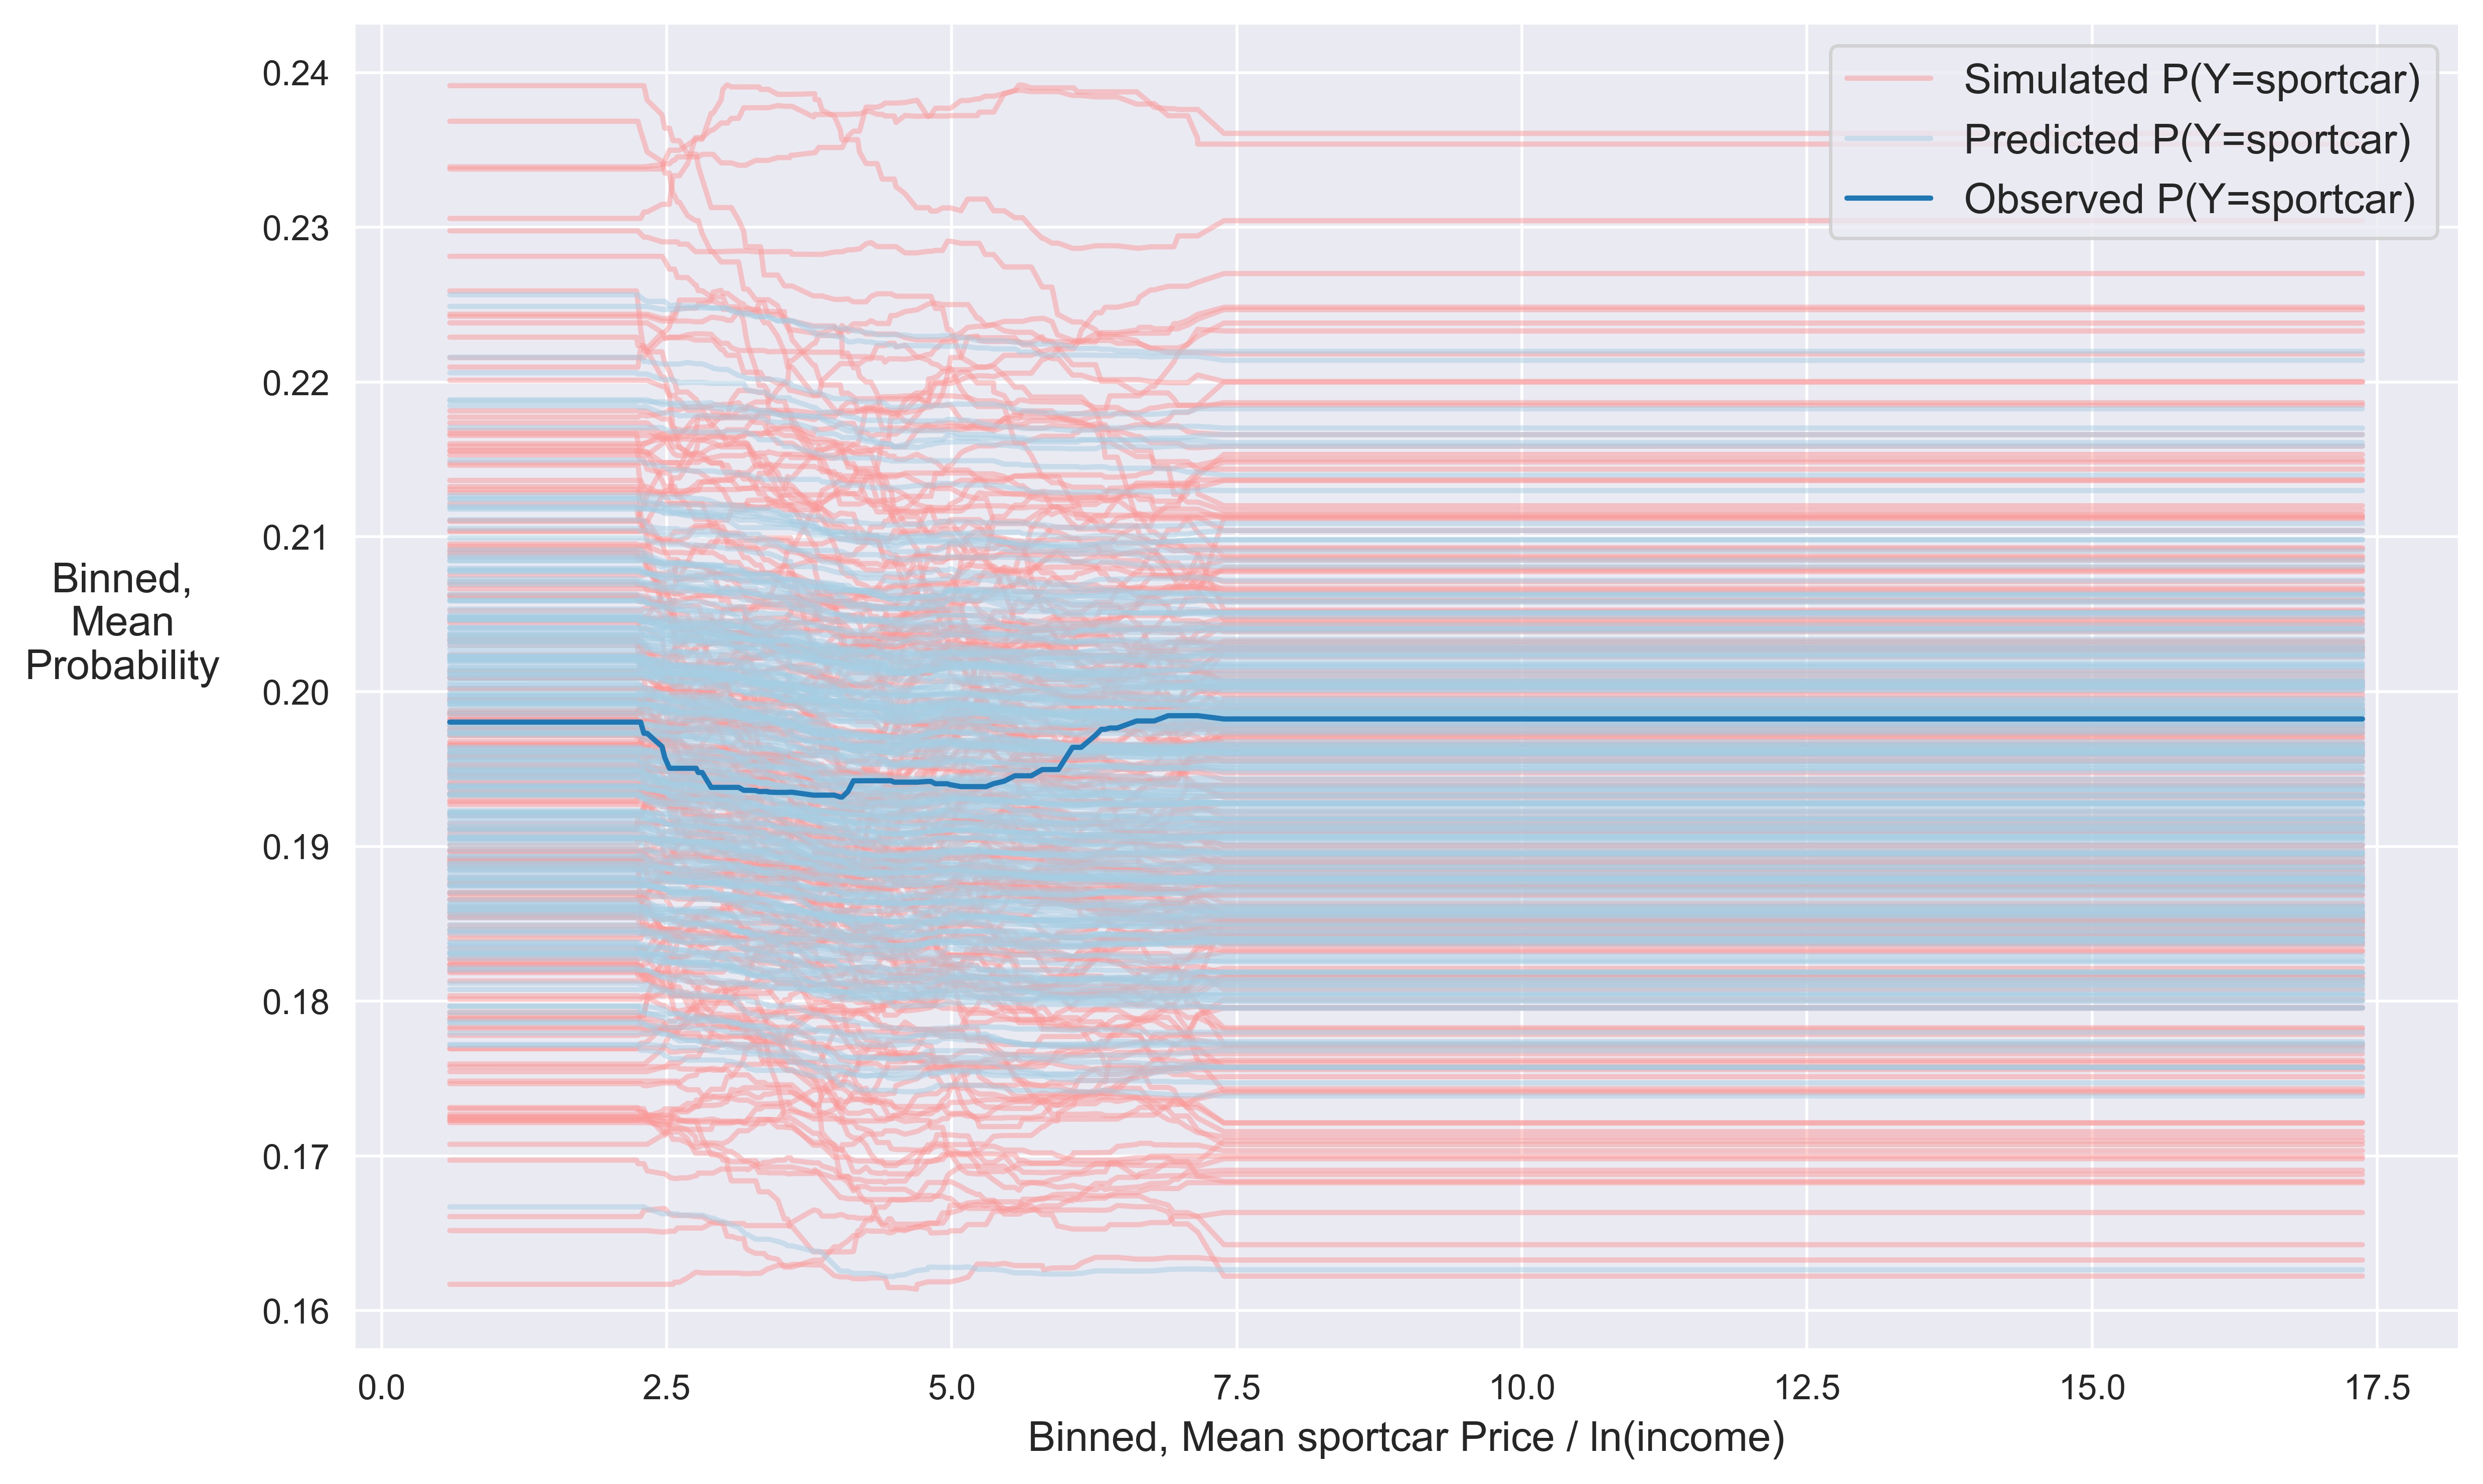 0.24
0.23
0.22
0.21
0.20
0.19
0.18
0.17
0.16
Binned,
Mean
Probability
Simulated P(Y=sportcar)
Predicted P(Y=sportcar)
Observed P(Y=sportcar)
0.0 2.5 5.0 7.5 10.0 12.5 15.0 17.5
Binned, Mean sportcar Price / ln(income)